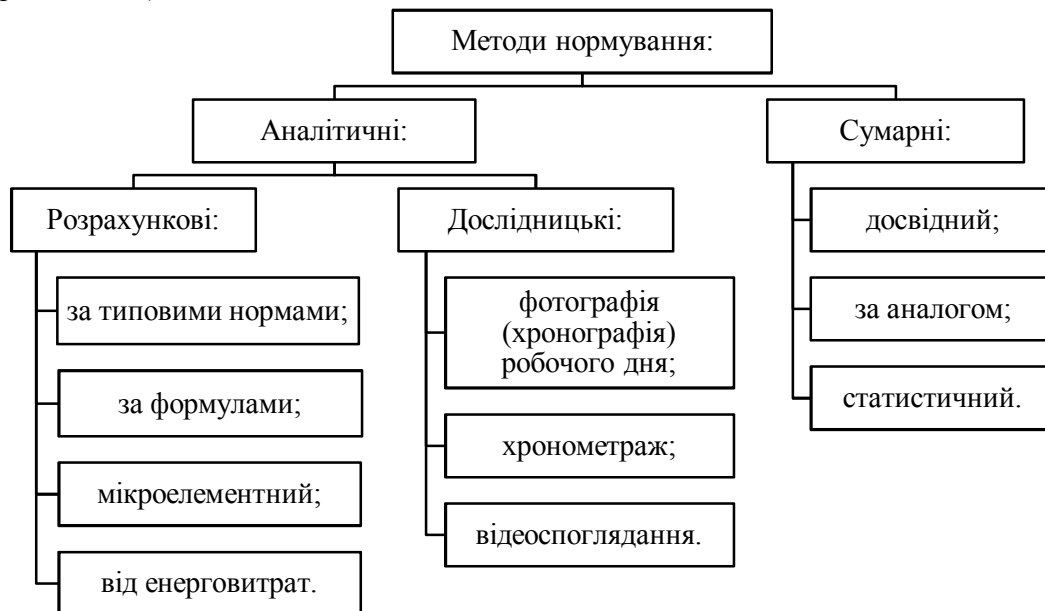 Методи нормування:
Аналітичні:
Сумарні:
Розрахункові:
Дослідницькі:
за типовими нормами;
за формулами;
мікроелементний;
від енерговитрат.
фотографія
(хронографія)
робочого дня;
хронометраж;
відеоспоглядання.
досвідний;
за аналогом;
статистичний.